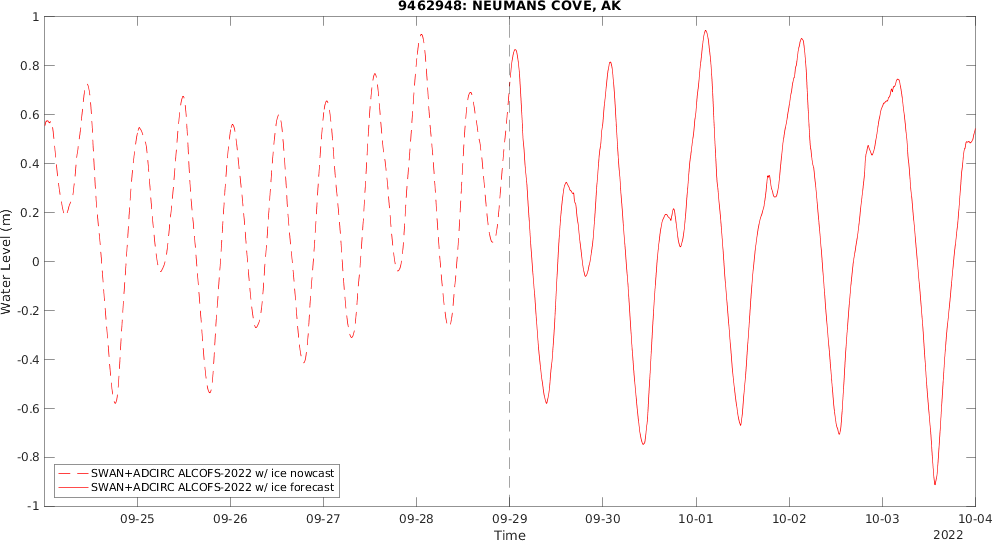 9462948: NEUMANS COVE, AK
1
0.8
0.6
0.4
0.2
0
-0.2
-0.4
-0.6
-0.8
-1
Water Level (m)
SWAN+ADCIRC ALCOFS-2022 w/ ice nowcast
SWAN+ADCIRC ALCOFS-2022 w/ ice forecast
09-25 09-26 09-27 09-28 09-29 09-30 10-01 10-02 10-03 10-04
Time
2022